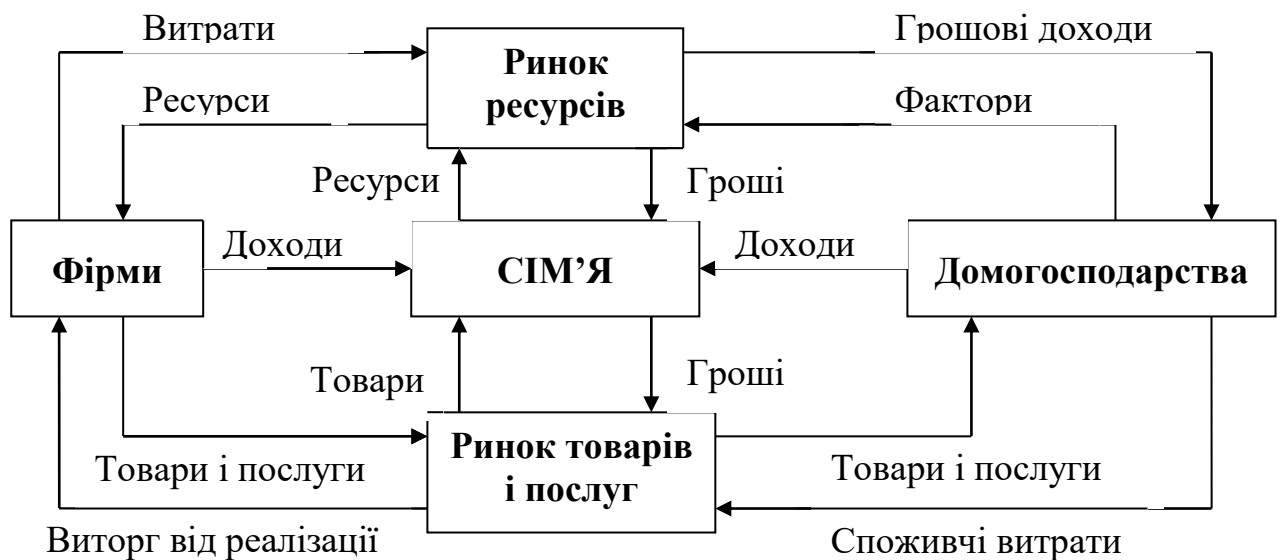 Витрати
Грошові доходи
Ринок
ресурсів
Ресурси
Фактори
Ресурси
Гроші
Фірми
Доходи
СІМ’Я
Доходи
Домогосподарства
Товари
Гроші
Ринок товарів
і послуг
Товари і послуги
Товари і послуги
Виторг від реалізації
Споживчі витрати